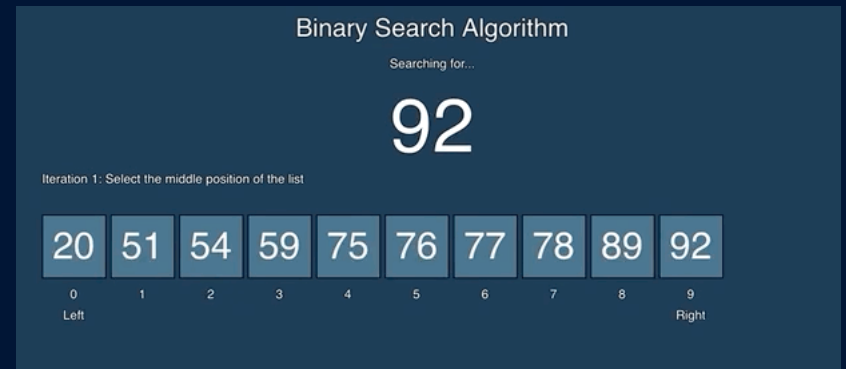 Binary Search Algorithm
Searching for...
92
Iteration 1: Select the middle position of the list
20 51 54 59 75 76 77 78 89 92
0 1 2 3 4 5 6 7 8 9
Left Right